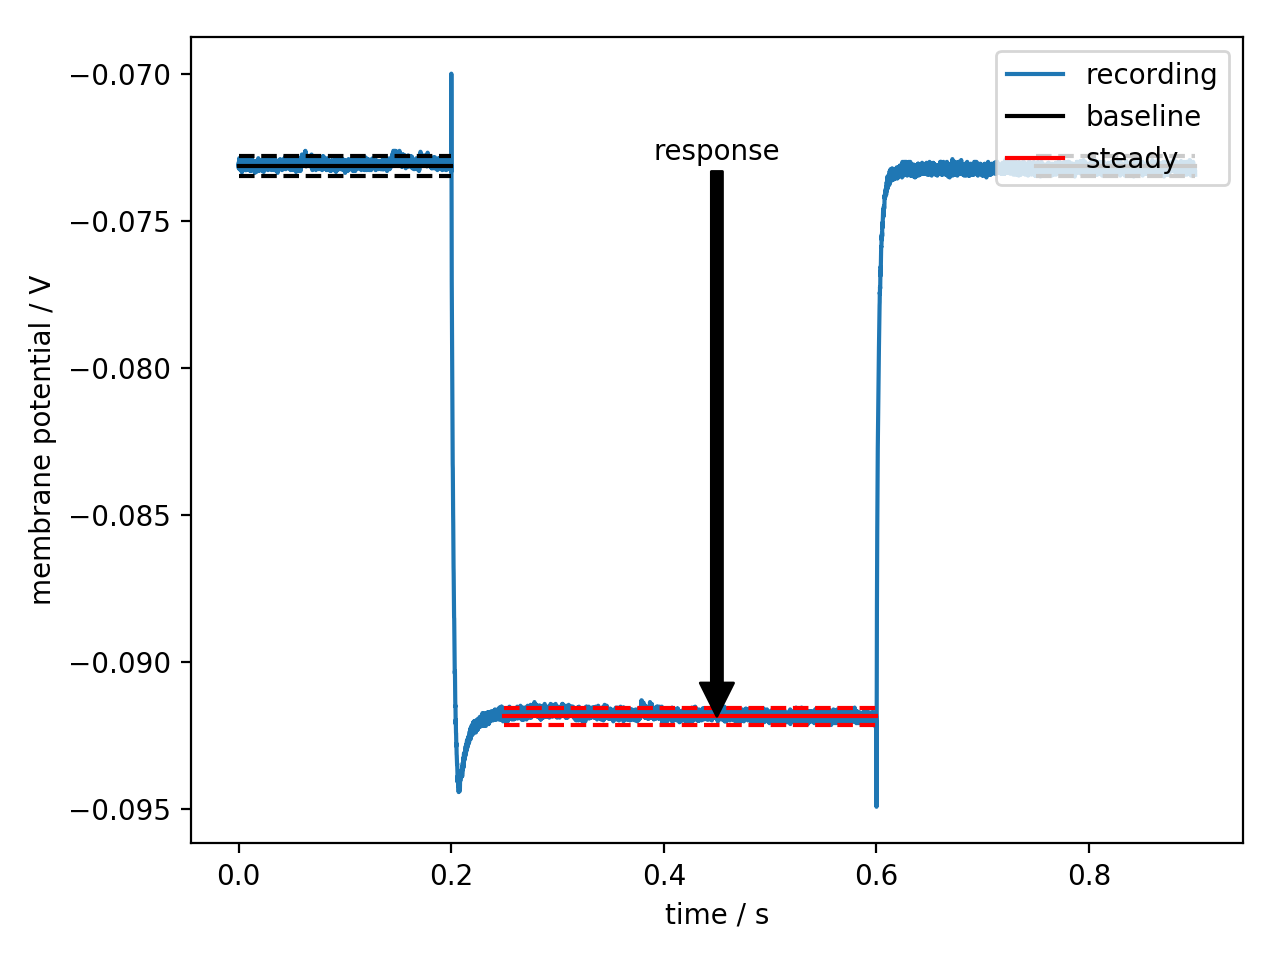 −0.070
−0.075
−0.080
−0.085
−0.090
−0.095
membrane potential / V
response
recording
baseline
steady
0.0 0.2 0.4 0.6 0.8
time / s